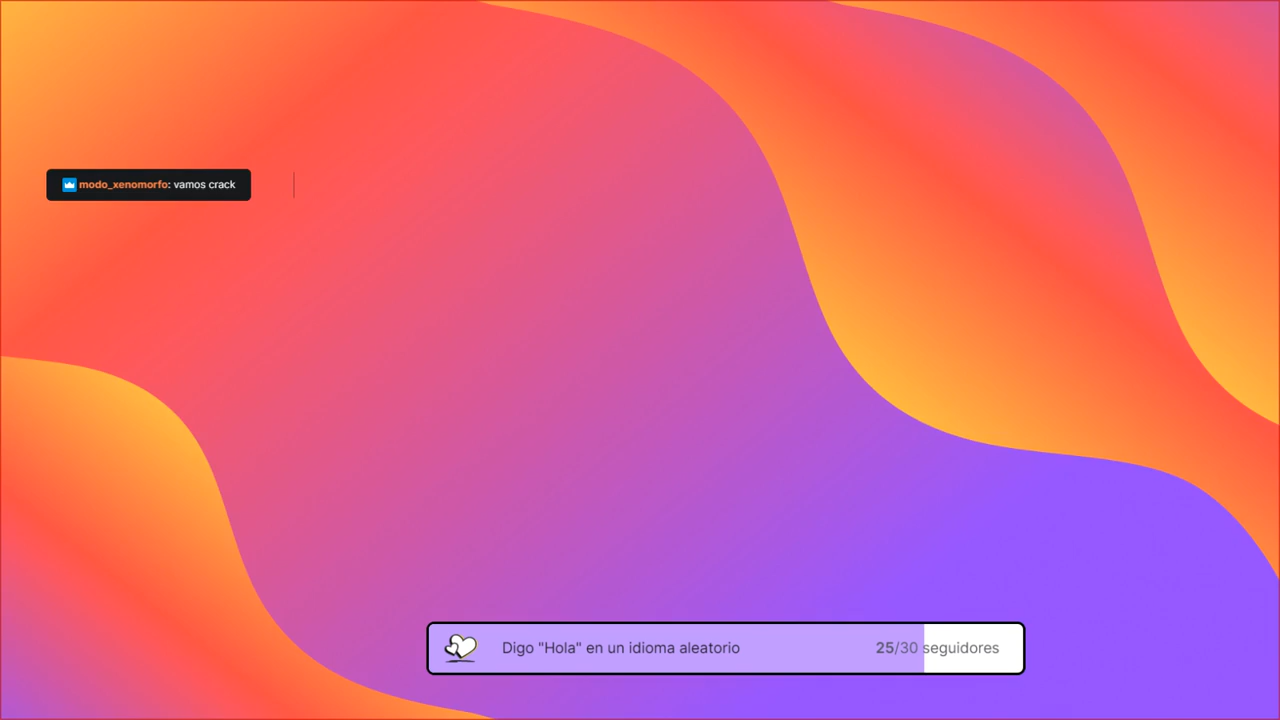 modo_xenomorfo: vamos crack
Digo "Hola" en un idioma aleatorio 25/30 seguidores